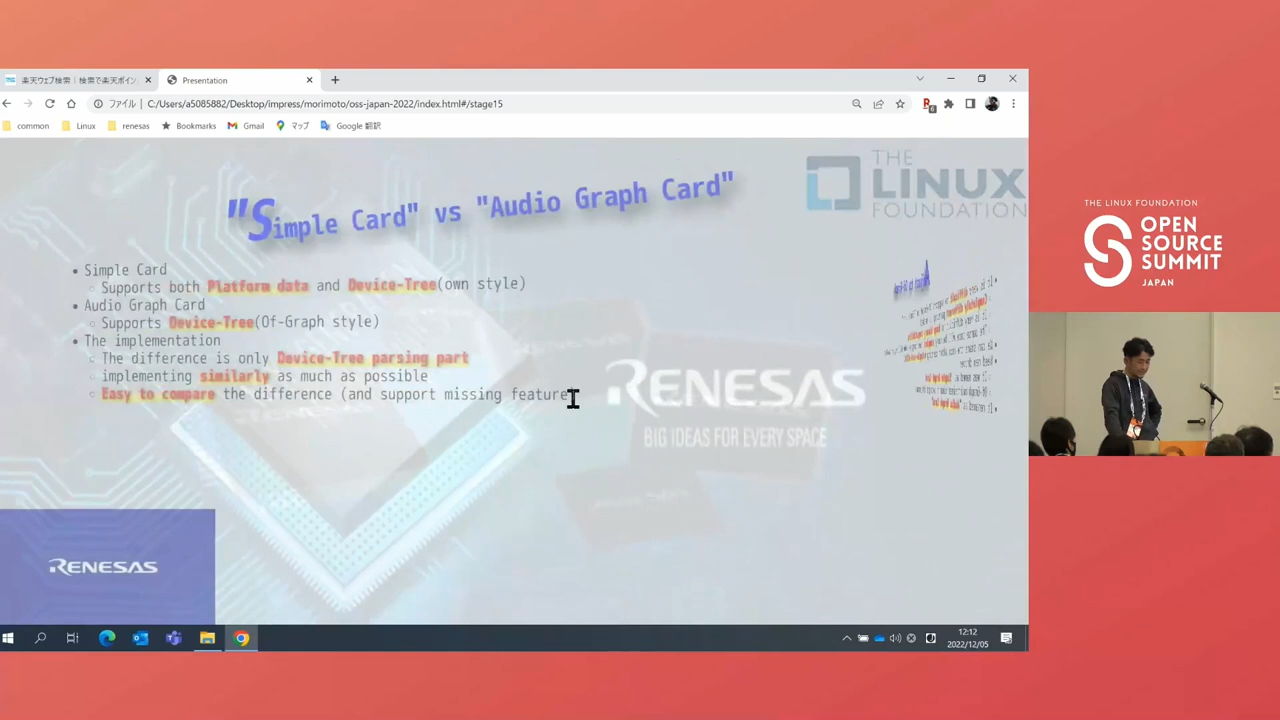 楽天ウェブ検索 | 検索で楽天ポイン
Presentation
ファイル | C:/Users/a5085882/Desktop/impress/morimoto/oss-japan-2022/index.html#/stage15
common
Linux
renesas
Bookmarks
Gmail
マップ
Google 翻訳
"Simple Card" vs "Audio Graph Card"
THE
LINUX
FOUNDATION
• Simple Card
Supports both Platform data and Device-Tree(own style)
• Audio Graph Card
Supports Device-Tree(Of-Graph style)
• The implementation
The difference is only Device-Tree parsing part
implementing similarly as much as possible
Easy to compare the difference (and support missing feature
RENESAS
BIG IDEAS FOR EVERY SPACE
RENESAS
12:12
2022/12/05
THE LINUX FOUNDATION
OPEN
SOURCE
SUMMIT
JAPAN